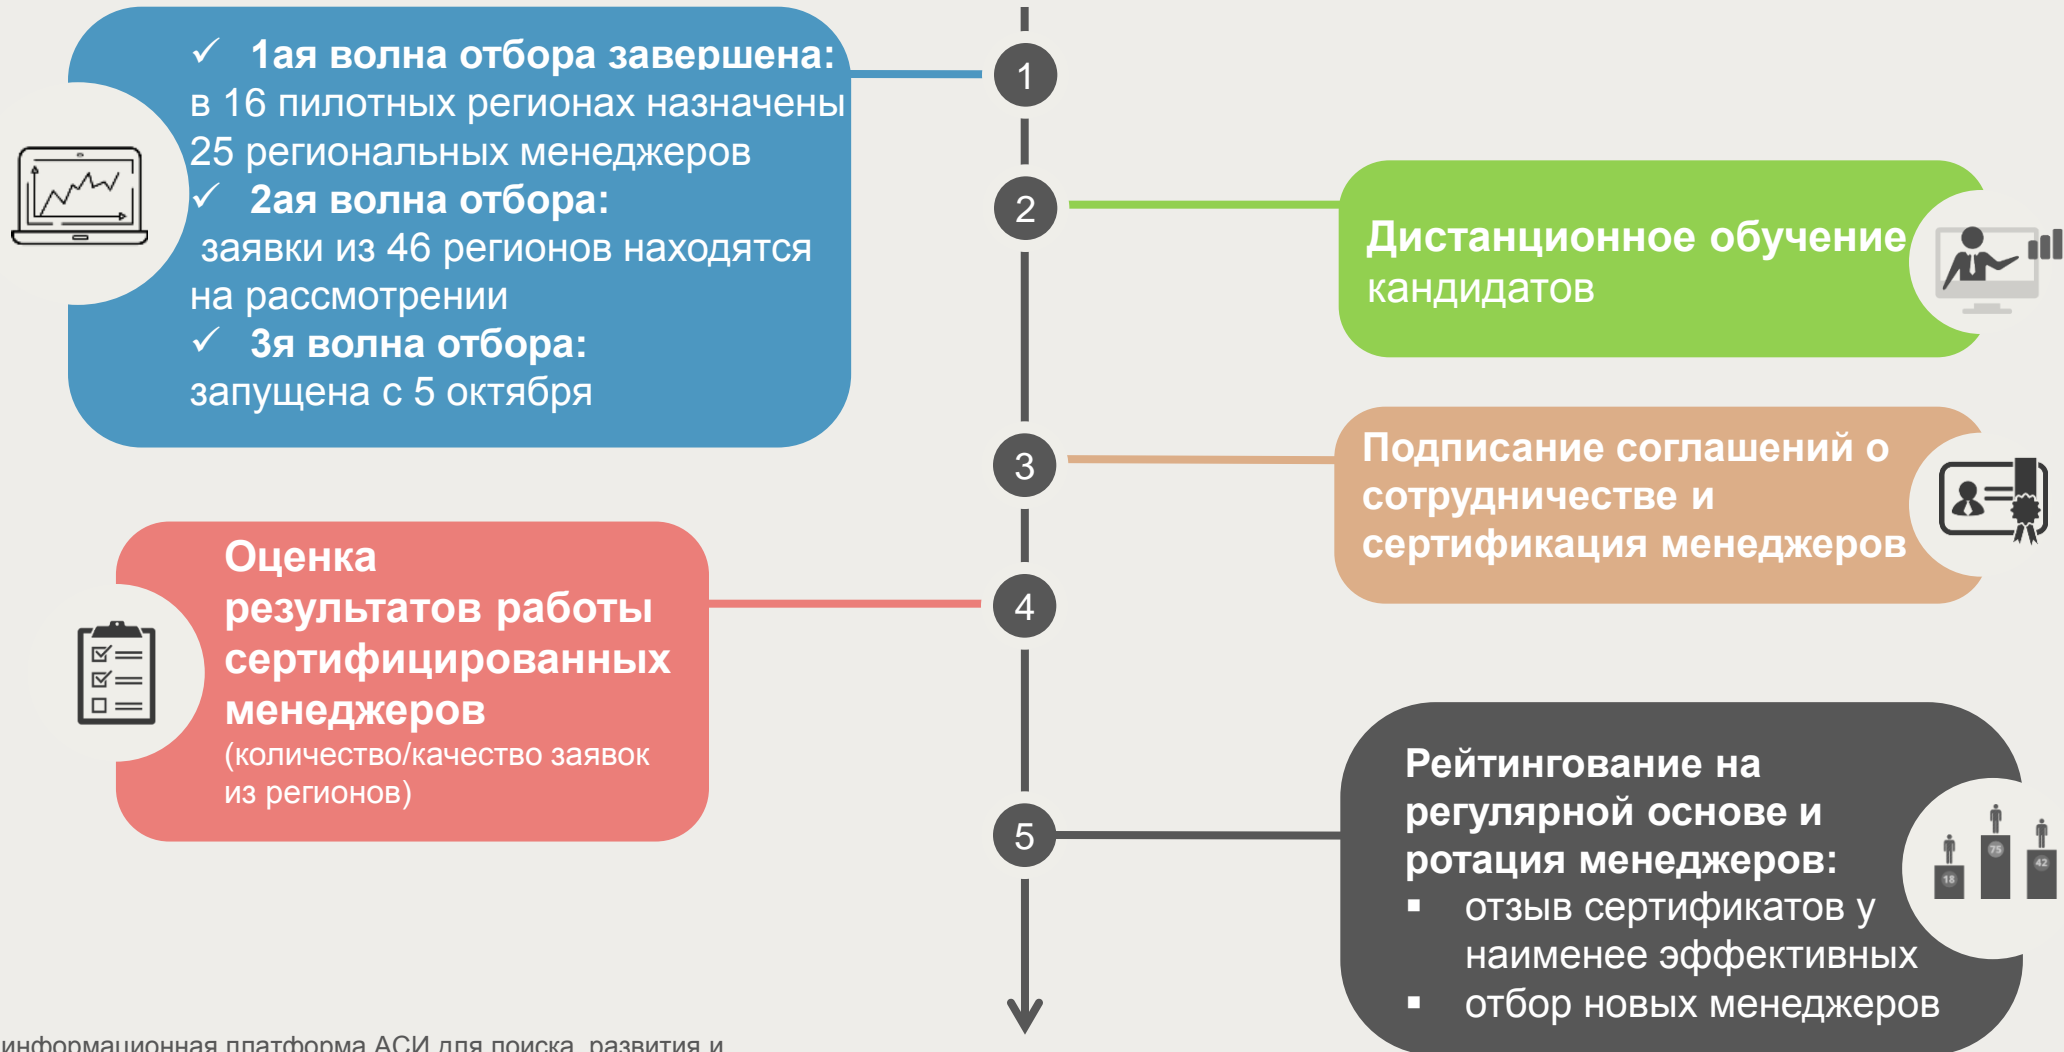 1
✓ 1ая волна отбора завершена:
в 16 пилотных регионах назначены
25 региональных менеджеров
✓ 2ая волна отбора:
заявки из 46 регионов находятся
на рассмотрении
✓ 3я волна отбора:
запущена с 5 октября
2
Дистанционное обучение
кандидатов
3
Подписание соглашений о
сотрудничестве и
сертификация менеджеров
4
Оценка
результатов работы
сертифицированных
менеджеров
(количество/качество заявок
из регионов)
5
Рейтингование на
регулярной основе и
ротация менеджеров:
▪ отзыв сертификатов у
наименее эффективных
▪ отбор новых менеджеров
18
75
42
информационная платформа АСИ для поиска, развития и